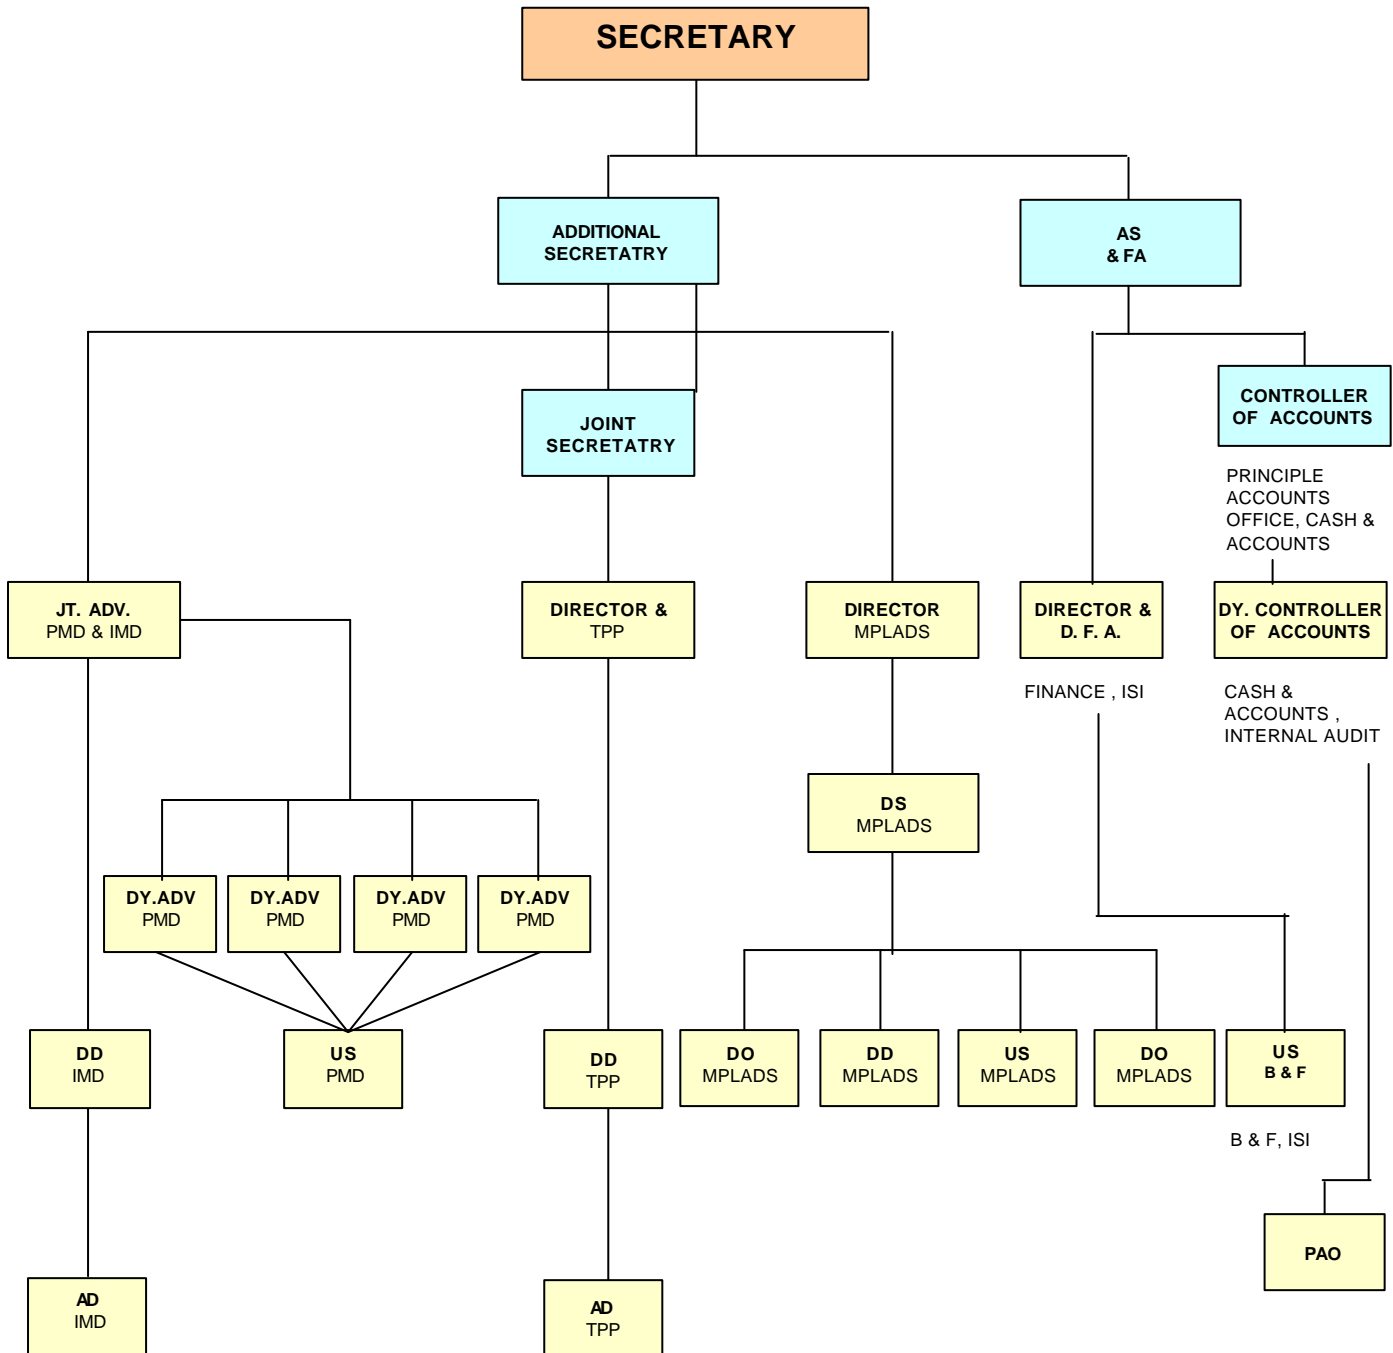 SECRETARY
ADDITIONAL
SECRETATRY
AS
& FA
JOINT
SECRETATRY
CONTROLLER
OF ACCOUNTS
PRINCIPLE
ACCOUNTS
OFFICE, CASH &
ACCOUNTS
JT. ADV.
PMD & IMD
DIRECTOR &
TPP
DIRECTOR
MPLADS
DIRECTOR &
D. F. A.
DY. CONTROLLER
OF ACCOUNTS
FINANCE , ISI
CASH &
ACCOUNTS ,
INTERNAL AUDIT
DS
MPLADS
DY.ADV
PMD
DY.ADV
PMD
DY.ADV
PMD
DY.ADV
PMD
DD
IMD
US
PMD
DD
TPP
DO
MPLADS
DD
MPLADS
US
MPLADS
DO
MPLADS
US
B & F
B & F, ISI
PAO
AD
IMD
AD
TPP